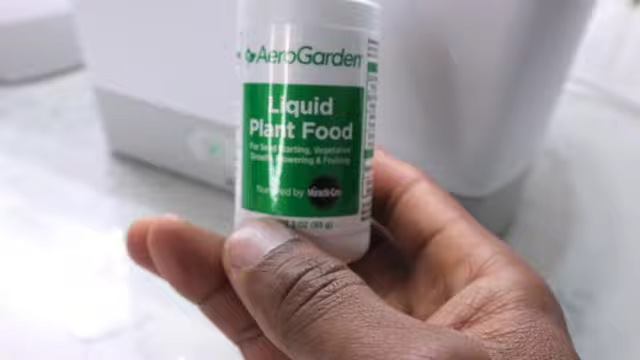 AeroGarden
Liquid
Plant Food
For Seed Starting, Vegetative
Growth, Flowering & Fruiting
Nurtured by Miracle-Gro